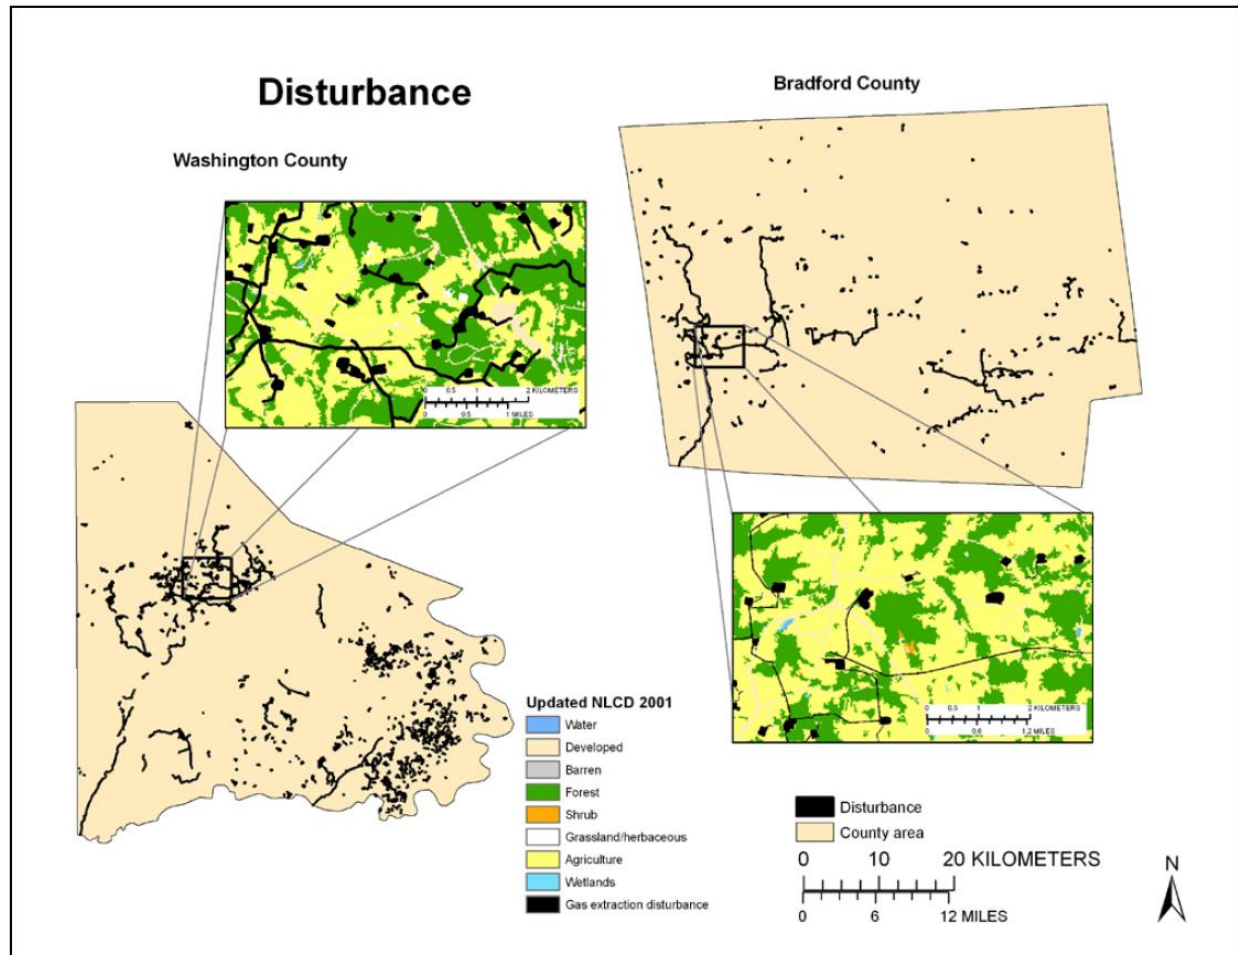 Disturbance
Bradford County
Washington County
0 0.5 1 2 KILOMETERS
0 0.5 1 MILES
0 0.5 1 2 KILOMETERS
0 0.6 1.2 MILES
Updated NLCD 2001
Water
Developed
Barren
Forest
Shrub
Grassland/herbaceous
Agriculture
Wetlands
Gas extraction disturbance
Disturbance
County area
0 10 20 KILOMETERS
0 6 12 MILES
N